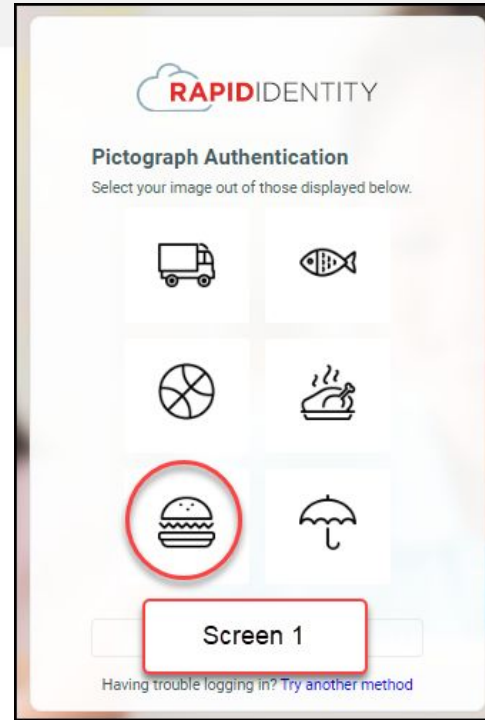 RAPIDIDENTITY
Pictograph Authentication
Select your image out of those displayed below.
Screen 1
Having trouble logging in? Try another method